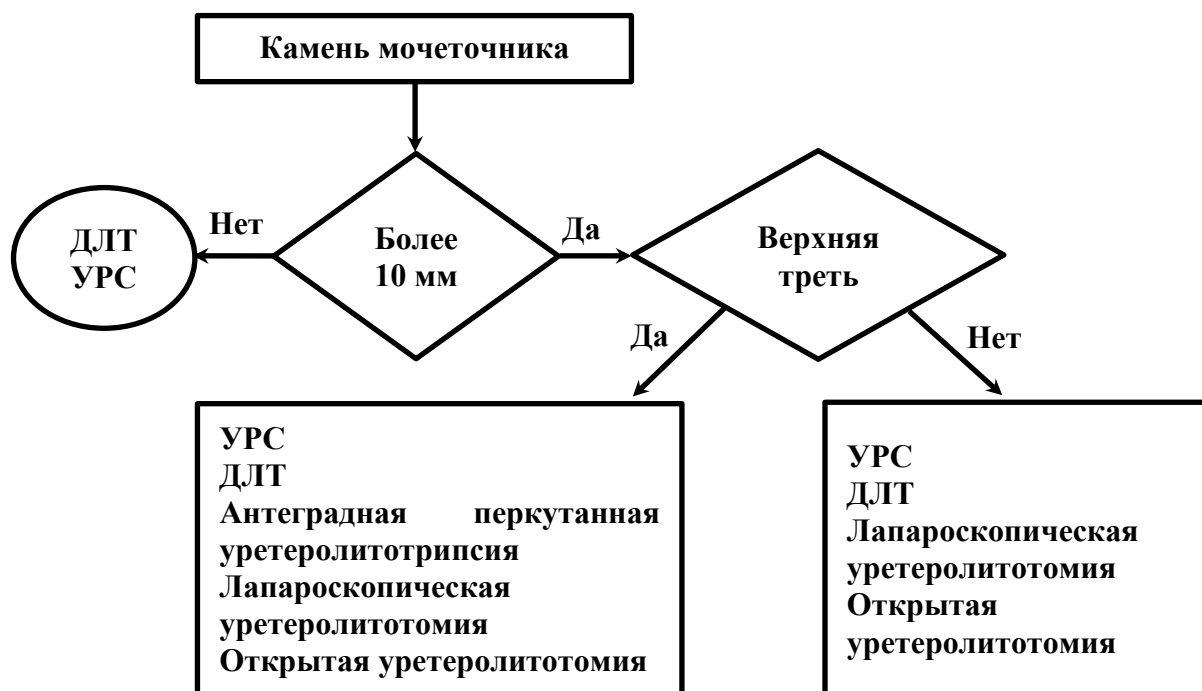 Камень мочеточника
Нет
ДЛТ
УРС
Более
10 мм
Да
Верхняя
треть
Да
Нет
УРС
ДЛТ
Антеградная перкутанная
уретеролитотрипсия
Лапароскопическая
уретеролитотомия
Открытая уретеролитотомия
УРС
ДЛТ
Лапароскопическая
уретеролитотомия
Открытая
уретеролитотомия